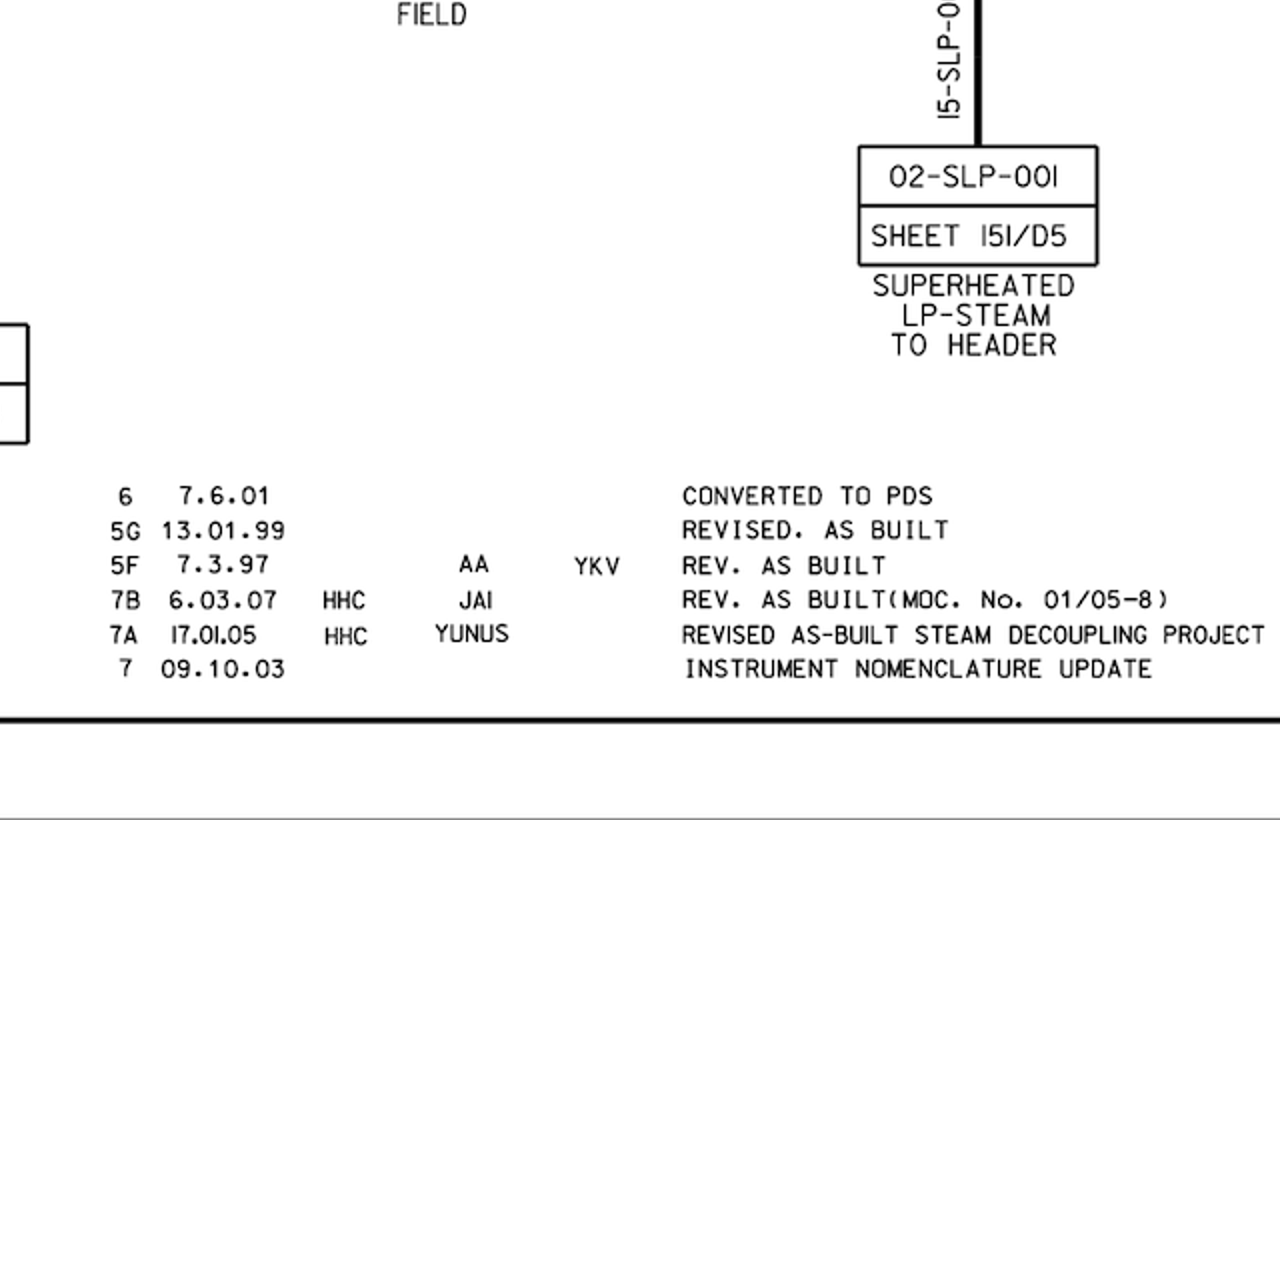 FIELD
15-SLP-0
02-SLP-001
SHEET 151/D5
SUPERHEATED
LP-STEAM
TO HEADER
6 7.6.01 CONVERTED TO PDS
5G 13.01.99 REVISED. AS BUILT
5F 7.3.97 AA YKV REV. AS BUILT
7B 6.03.07 HHC JAI REV. AS BUILT(MOC. No. 01/05-8)
7A 17.01.05 HHC YUNUS REVISED AS-BUILT STEAM DECOUPLING PROJECT
7 09.10.03 INSTRUMENT NOMENCLATURE UPDATE